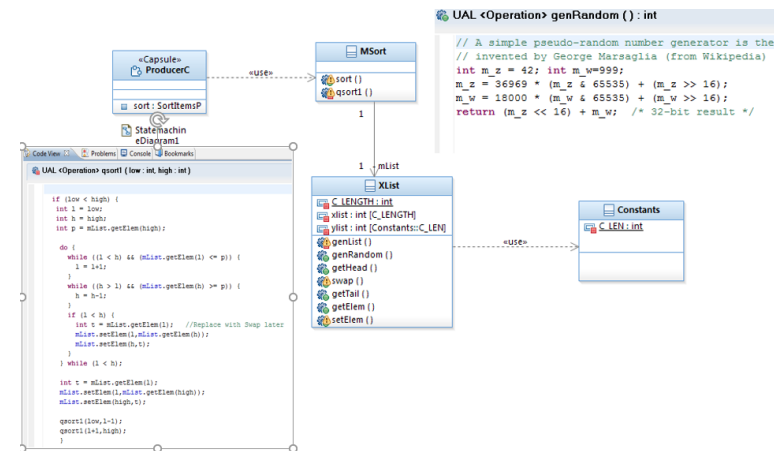 UAL <Operation> genRandom ( ) : int
// A simple pseudo-random number generator is the
// invented by George Marsaglia (from Wikipedia)
int m_z = 42; int m_w=999;
m_z = 36969 * (m_z & 65535) + (m_z >> 16);
m_w = 18000 * (m_w & 65535) + (m_w >> 16);
return (m_z << 16) + m_w;  /* 32-bit result */
«Capsule»
ProducerC
sort : SortItemsP
«use»
MSort
sort ( )
qsort1 ( )
Statemachin
eDiagram1
1
1
- mList
Code View
Problems
Console
Bookmarks
UAL <Operation> qsort1 ( low : int, high : int )
if (low < high) {
int l = low;
int h = high;
int p = mList.getElem(high);
do {
while ((l < h) && (mList.getElem(l) <= p)) {
l = l+1;
}
while ((h > l) && (mList.getElem(h) >= p)) {
h = h-1;
}
if (l < h) {
int t = mList.getElem(l);   //Replace with Swap later
mList.setElem(l,mList.getElem(h));
mList.setElem(h,t);
}
} while (l < h);
int t = mList.getElem(l);
mList.setElem(l,mList.getElem(high));
mList.setElem(high,t);
qsort1(low,l-1);
qsort1(l+1,high);
}
XList
C_LENGTH : int
xlist : int [C_LENGTH]
ylist : int [Constants::C_LEN]
genList ( )
genRandom ( )
getHead ( )
swap ( )
getTail ( )
getElem ( )
setElem ( )
«use»
Constants
C_LEN : int